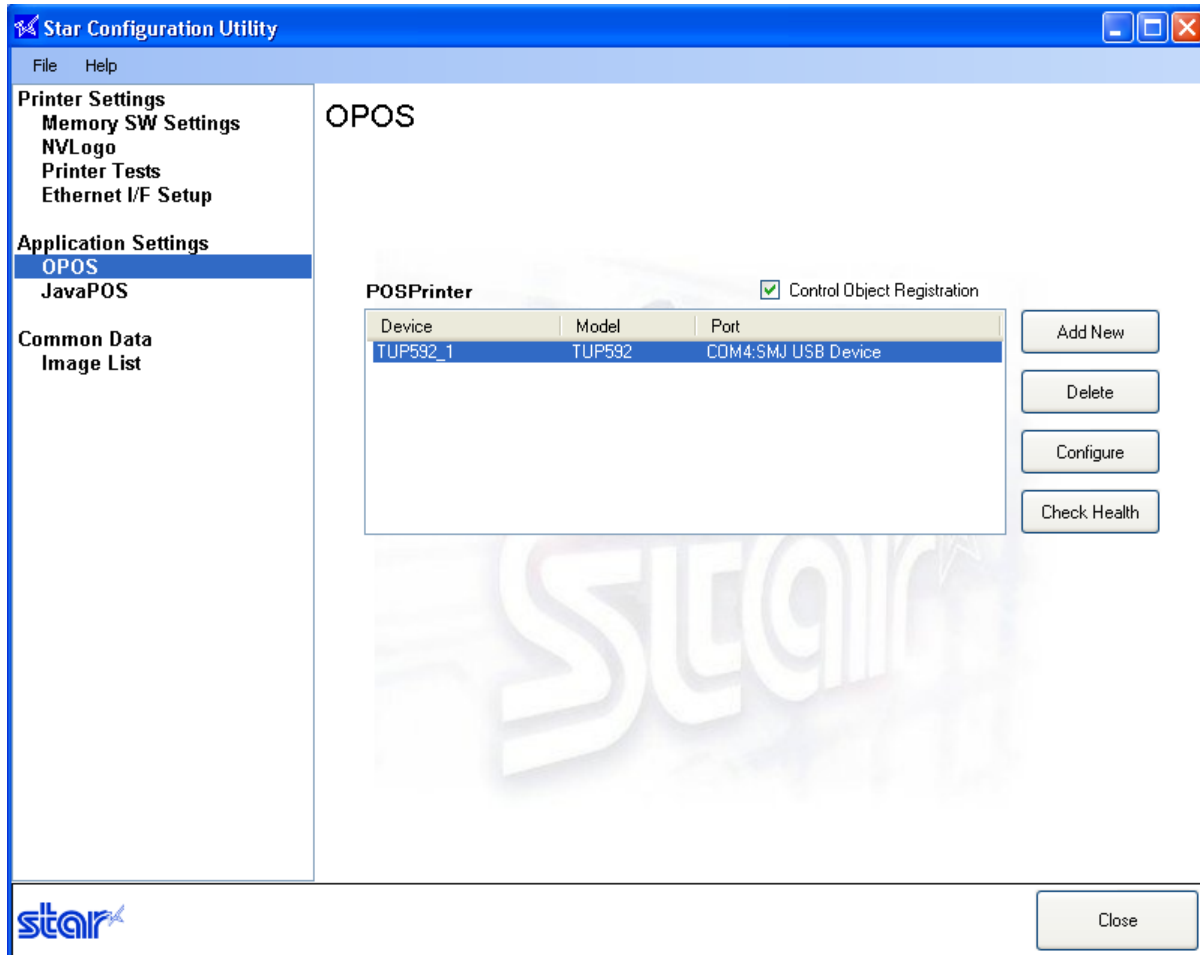 Star Configuration Utility
File Help
Printer Settings
Memory SW Settings
NVLogo
Printer Tests
Ethernet I/F Setup
Application Settings
OPOS
JavaPOS
Common Data
Image List
OPOS
POSPrinter
Control Object Registration
Device Model Port
TUP592_1 TUP592 COM4:SMJ USB Device
Add New
Delete
Configure
Check Health
star
star
Close